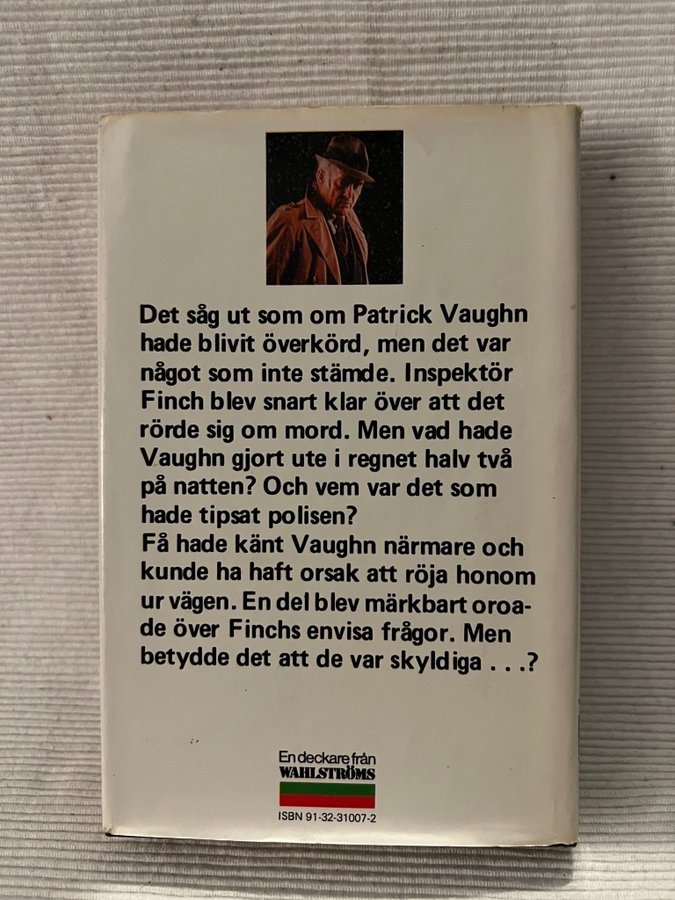 Det såg ut som om Patrick Vaughn
hade blivit överkörd, men det var
något som inte stämde. Inspektör
Finch blev snart klar över att det
rörde sig om mord. Men vad hade
Vaughn gjort ute i regnet halv två
på natten? Och vem var det som
hade tipsat polisen?
Få hade känt Vaughn närmare och
kunde ha haft orsak att röja honom
ur vägen. En del blev märkbart oroa-
de över Finchs envisa frågor. Men
betydde det att de var skyldiga . . .?
En deckare från
WAHLSTRÖMS
ISBN 91-32-31007-2